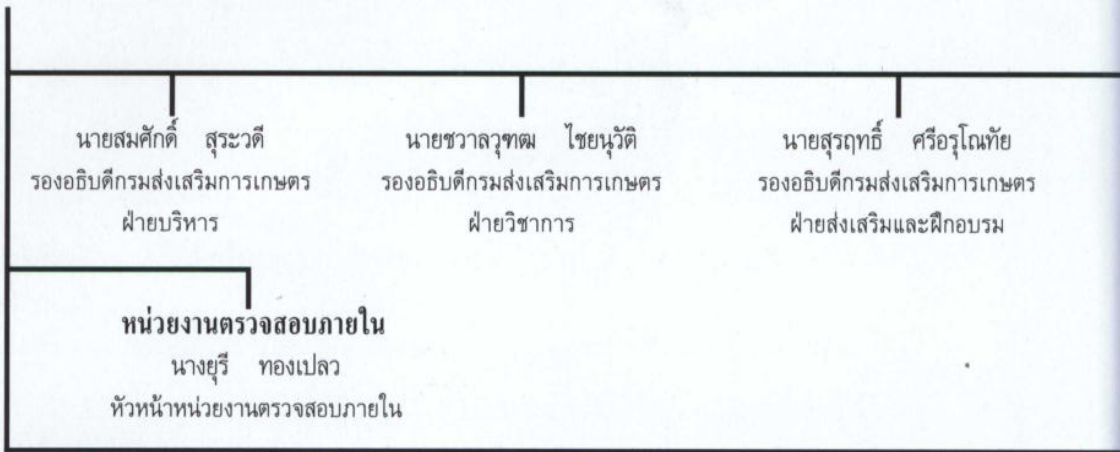 นายสมศักดิ์ สุระวดี
รองอธิบดีกรมส่งเสริมการเกษตร
ฝ่ายบริหาร
นายชวาลวุฑฒ ไชยนุวัติ
รองอธิบดีกรมส่งเสริมการเกษตร
ฝ่ายวิชาการ
นายสุรฤทธิ์ ศรีอรุโณทัย
รองอธิบดีกรมส่งเสริมการเกษตร
ฝ่ายส่งเสริมและฝึกอบรม
หน่วยงานตรวจสอบภายใน
นางยุรี ทองเปลว
หัวหน้าหน่วยงานตรวจสอบภายใน